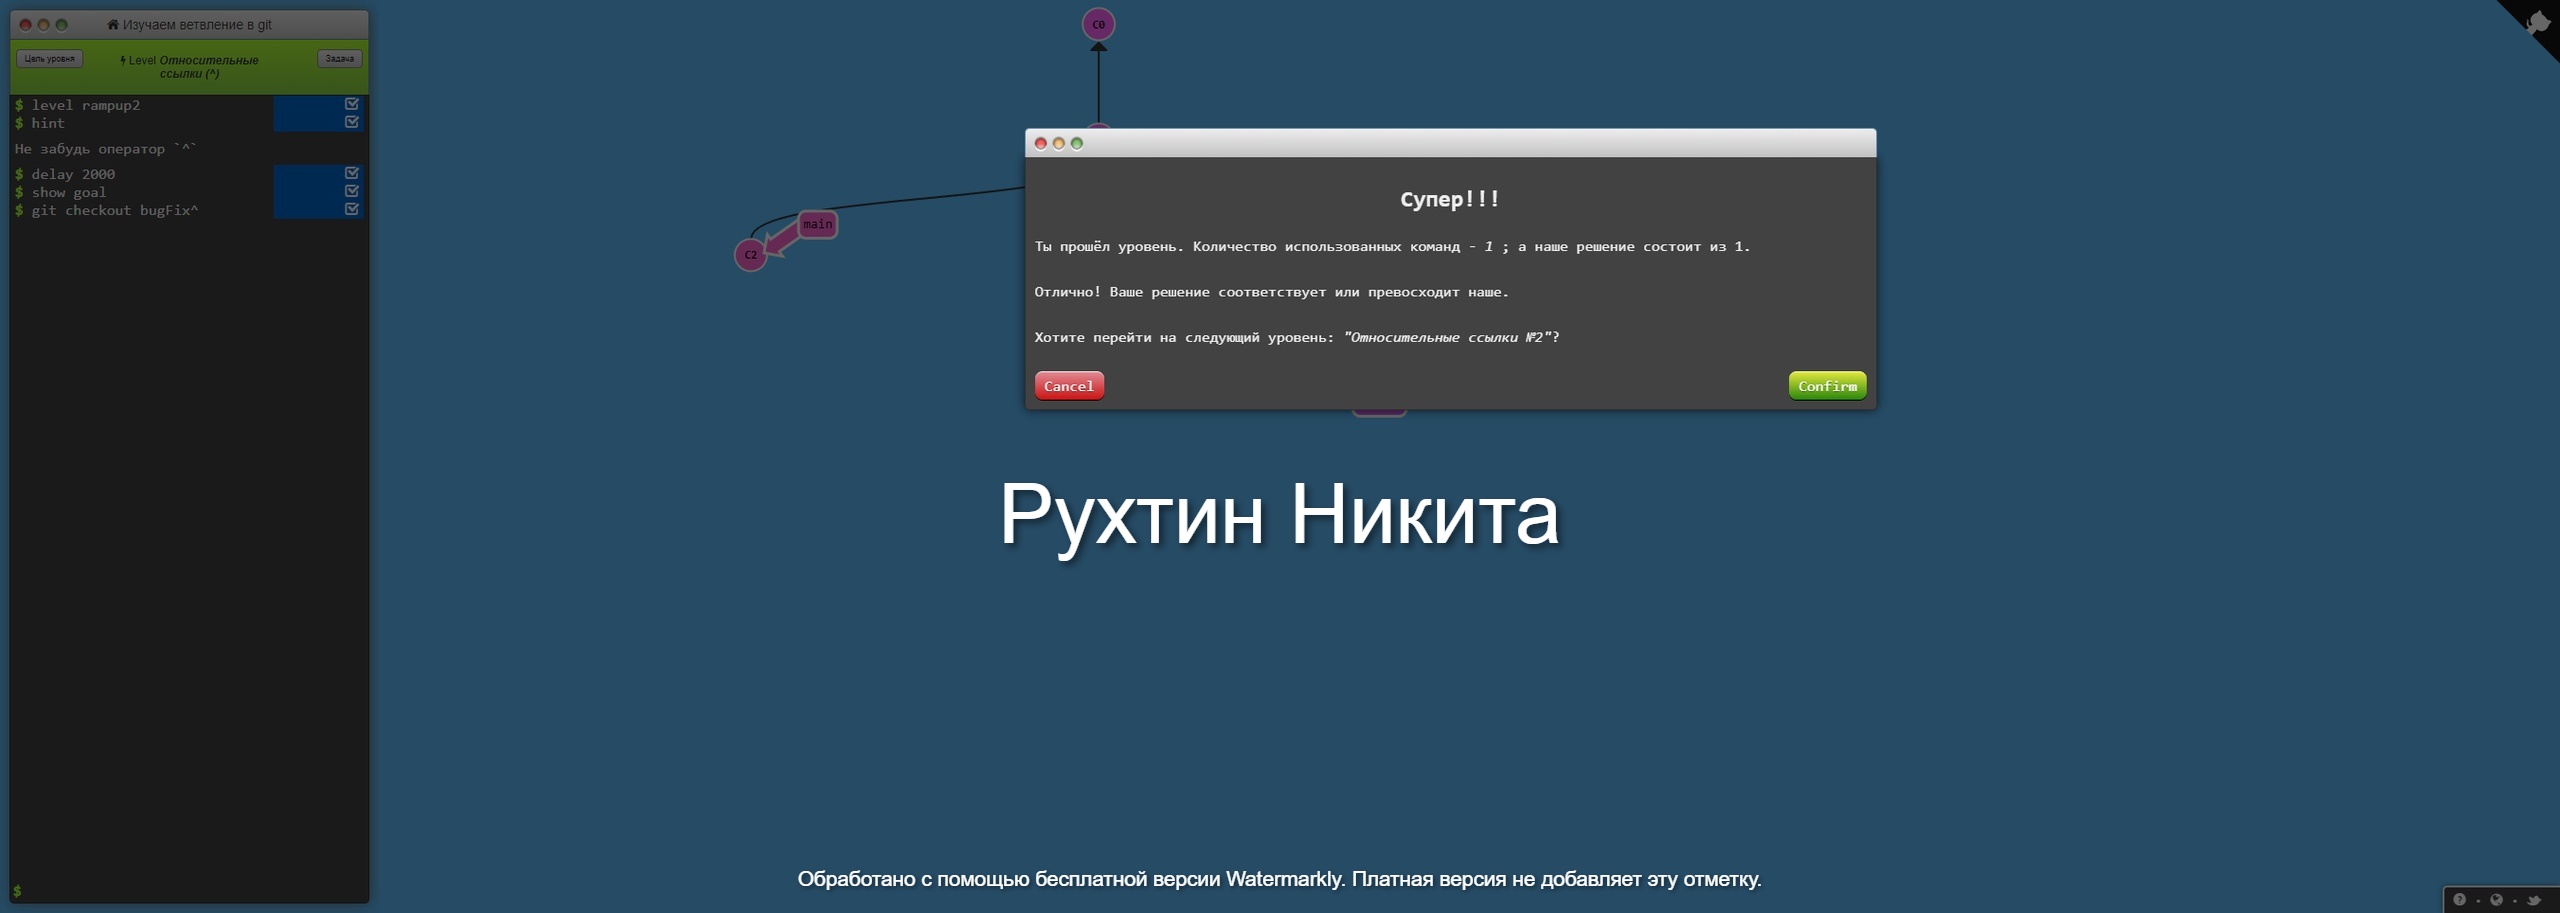 Изучаем ветвление в git
Цель уровня
Level Относительные
ссылки (^)
Задача
$ level rampup2
$ hint
Не забудь оператор `^`
$ delay 2000
$ show goal
$ git checkout bugFix^
$
C0
main
C2
Супер!!!
Ты прошёл уровень. Количество использованных команд - 1 ; а наше решение состоит из 1.
Отлично! Ваше решение соответствует или превосходит наше.
Хотите перейти на следующий уровень: "Относительные ссылки №2"?
Cancel
Confirm
Рухтин Никита
Обработано с помощью бесплатной версии Watermarkly. Платная версия не добавляет эту отметку.